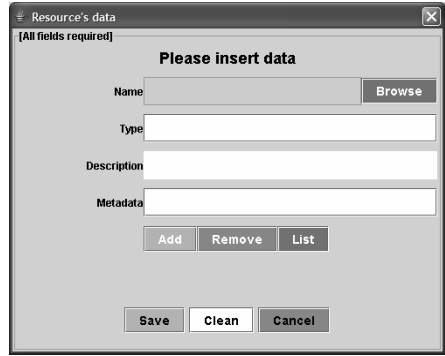 Resource's data
[All fields required]
Please insert data
Name
Browse
Type
Description
Metadata
Add Remove List
Save Clean Cancel